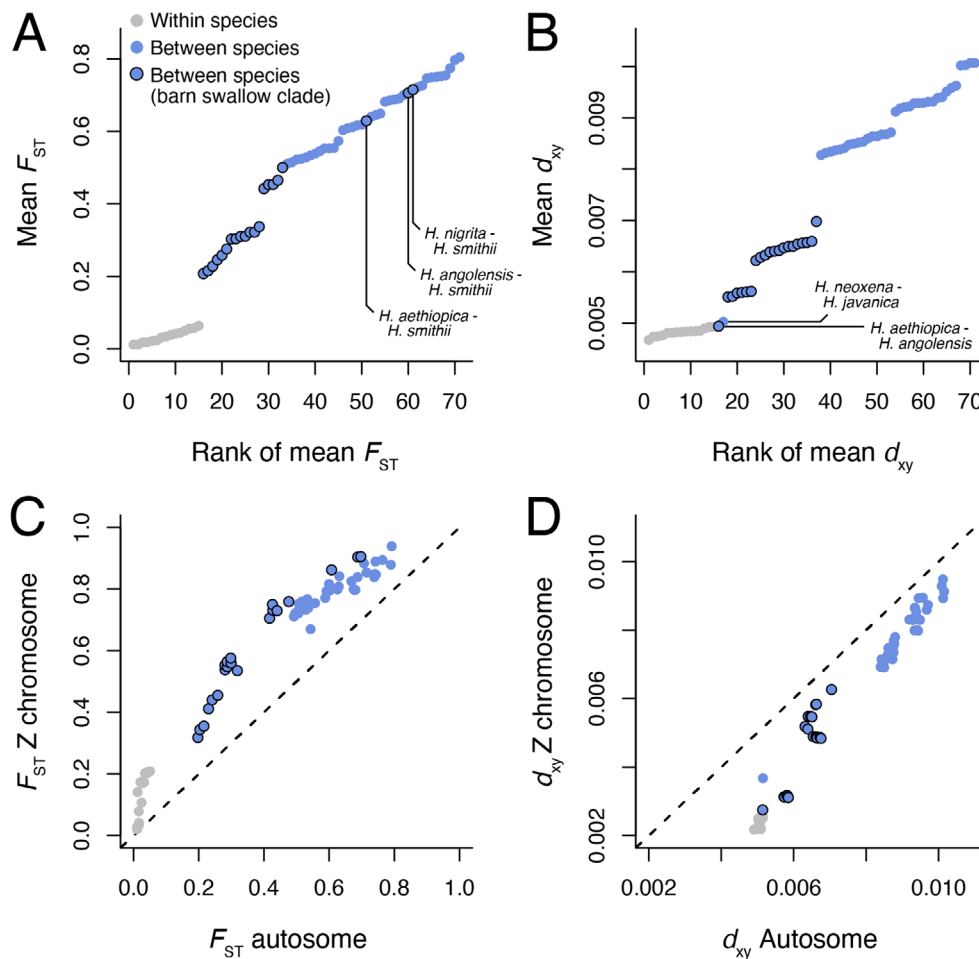 A
Within species
Between species
Between species
(barn swallow clade)
Mean FST
0.8
0.6
0.4
0.2
0.0
H. nigrita -
H. smithii
H. angolensis -
H. smithii
H. aethiopica -
H. smithii
0 10 20 30 40 50 60 70
Rank of mean FST
B
Mean dxy
0.009
0.007
0.005
H. neoxena -
H. javanica
H. aethiopica -
H. angolensis
0 10 20 30 40 50 60 70
Rank of mean dxy
C
FST Z chromosome
1.0
0.8
0.6
0.4
0.2
0.0
0.0 0.2 0.4 0.6 0.8 1.0
FST autosome
D
dxy Z chromosome
0.010
0.006
0.002
0.002 0.006 0.010
dxy Autosome